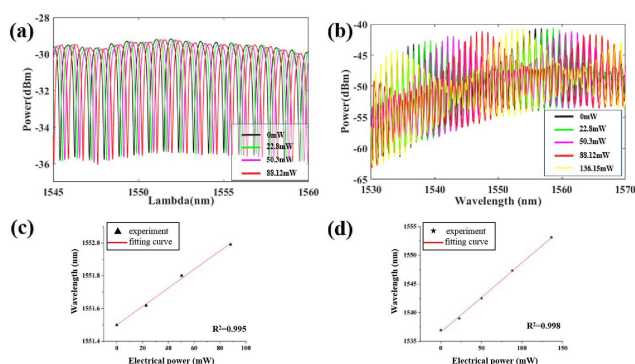 (a)
-28
-30
-32
-34
-36
Power(dBm)
0mW
22.8mW
50.3mW
88.12mW
1545
1550
1555
1560
Lambda(nm)
(b)
-40
-45
-50
-55
-60
-65
Power(dBm)
0mW
22.8mW
50.3mW
88.12mW
136.15mW
1530
1540
1550
1560
1570
Wavelength (nm)
(c)
experiment
fitting curve
1552.0
1551.8
1551.6
1551.4
Wavelength (nm)
R²=0.995
0
20
40
60
80
100
Electrical power (mW)
(d)
experiment
fitting curve
1555
1550
1545
1540
1535
Wavelength (nm)
R²=0.998
0
50
100
150
Electrical power (mW)